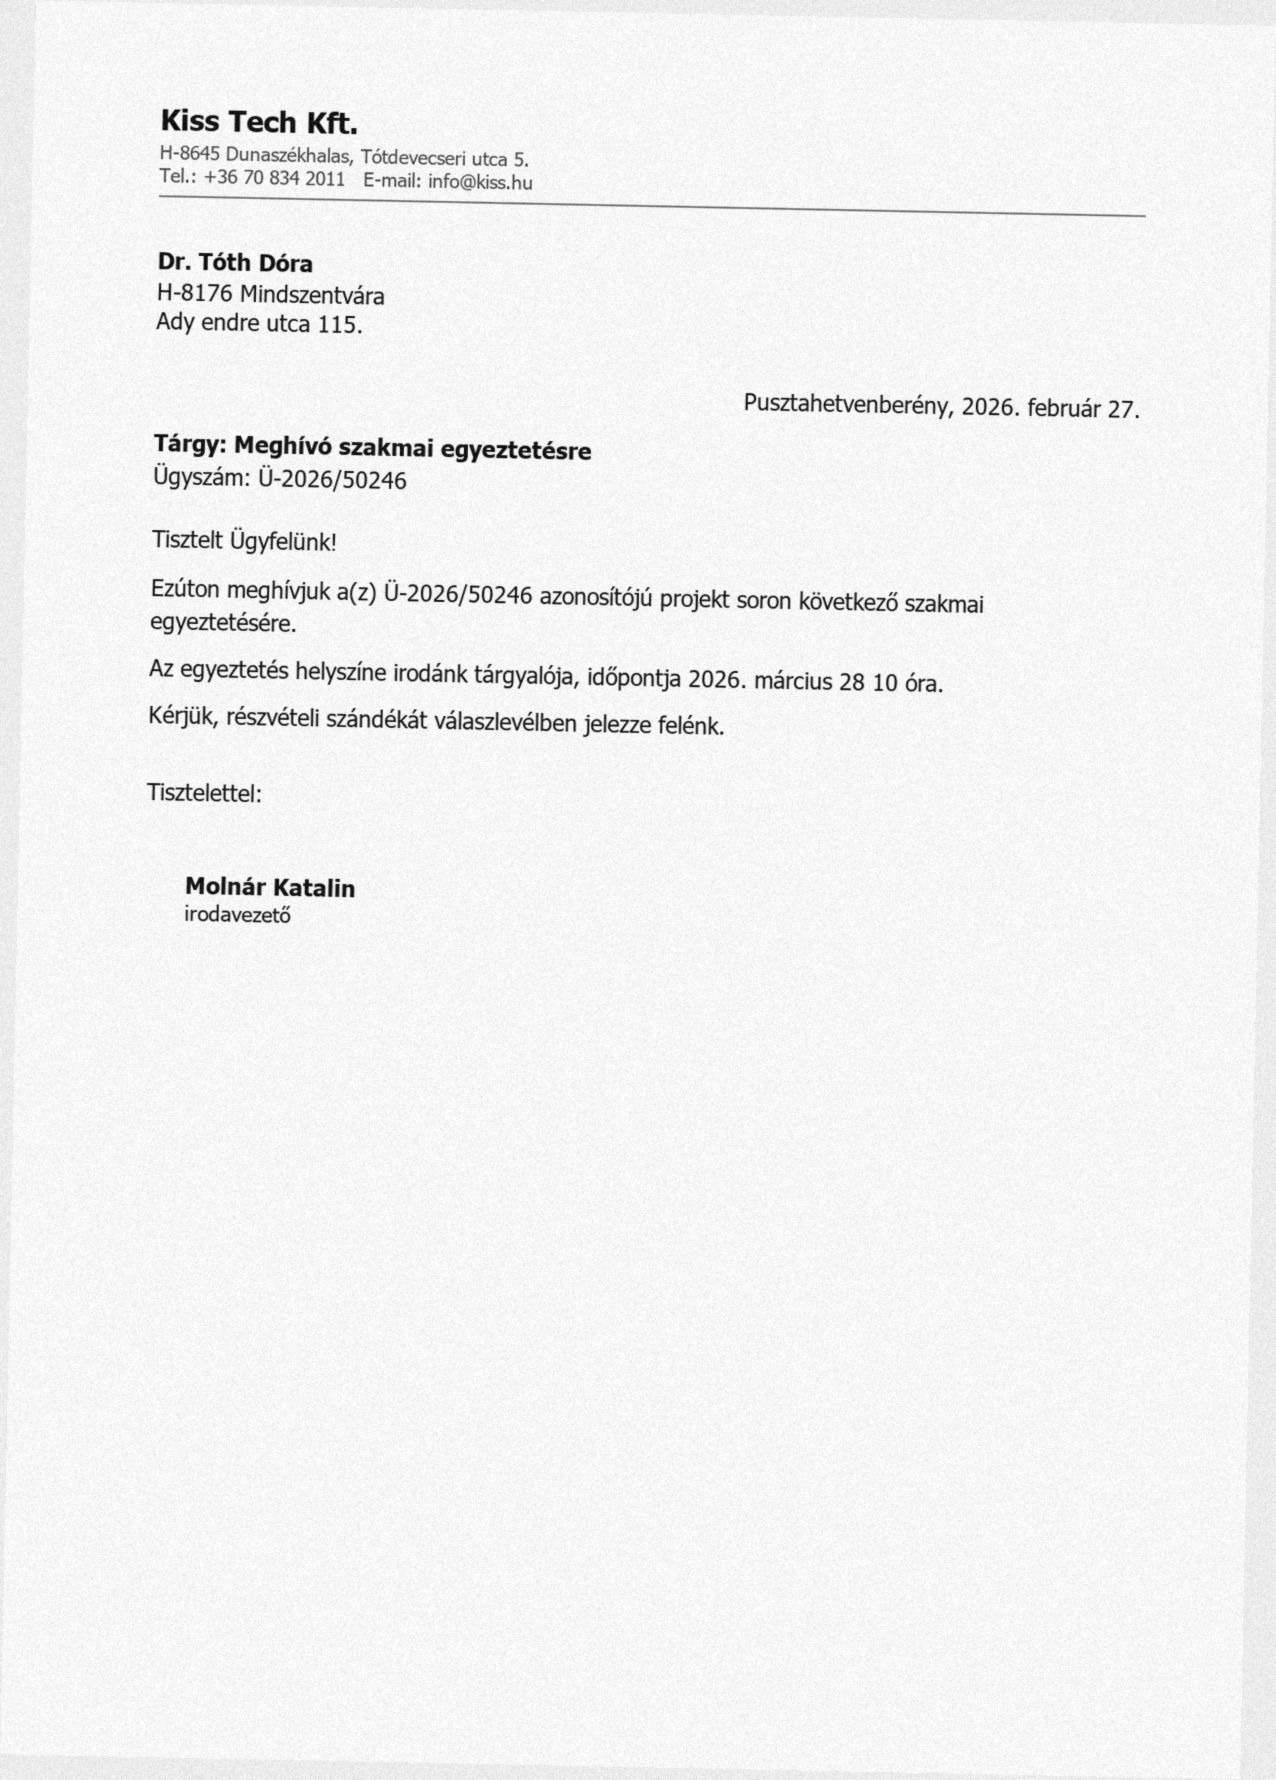 Kiss Tech Kft.
H-8645 Dunaszékhalas, Tótdevecseri utca 5.
Tel.: +36 70 834 2011 E-mail: info@kiss.hu
Dr. Tóth Dóra
H-8176 Mindszentvára
Ady endre utca 115.
Pusztahetvenberény, 2026. február 27.
Tárgy: Meghívó szakmai egyeztetésre
Ügyszám: Ü-2026/50246
Tisztelt Ügyfelünk!
Ezúton meghívjuk a(z) Ü-2026/50246 azonosítójú projekt soron következő szakmai
egyeztetésére.
Az egyeztetés helyszíne irodánk tárgyalója, időpontja 2026. március 28 10 óra.
Kérjük, részvételi szándékát válaszlevélben jelezze felénk.
Tisztelettel:
Molnár Katalin
irodavezető